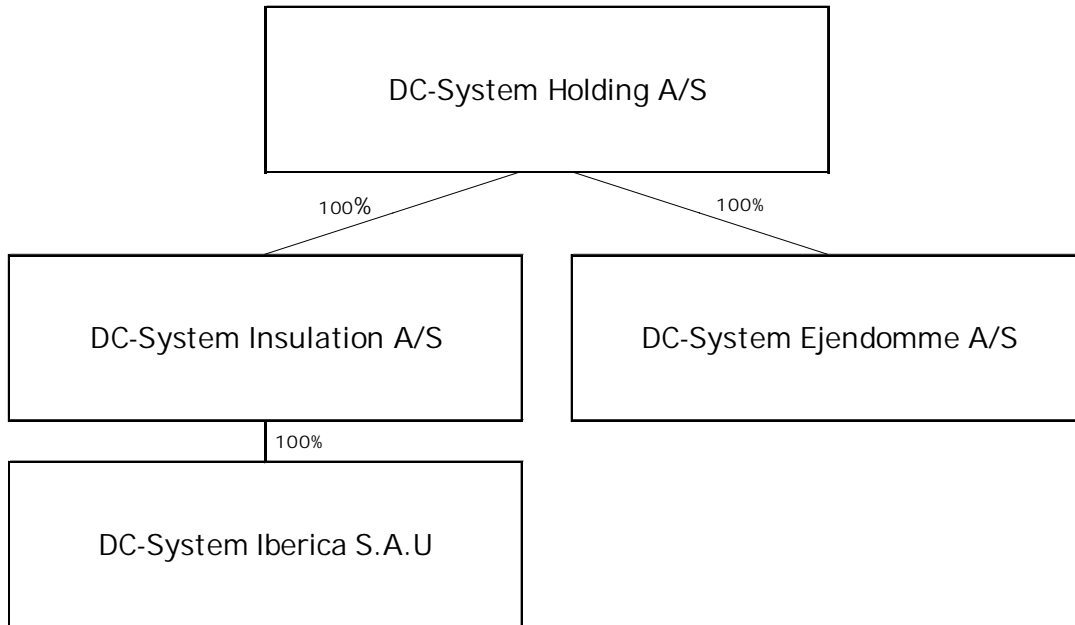 DC-System Holding A/S
100%
100%
DC-System Insulation A/S
DC-System Ejendomme A/S
100%
DC-System Iberica S.A.U